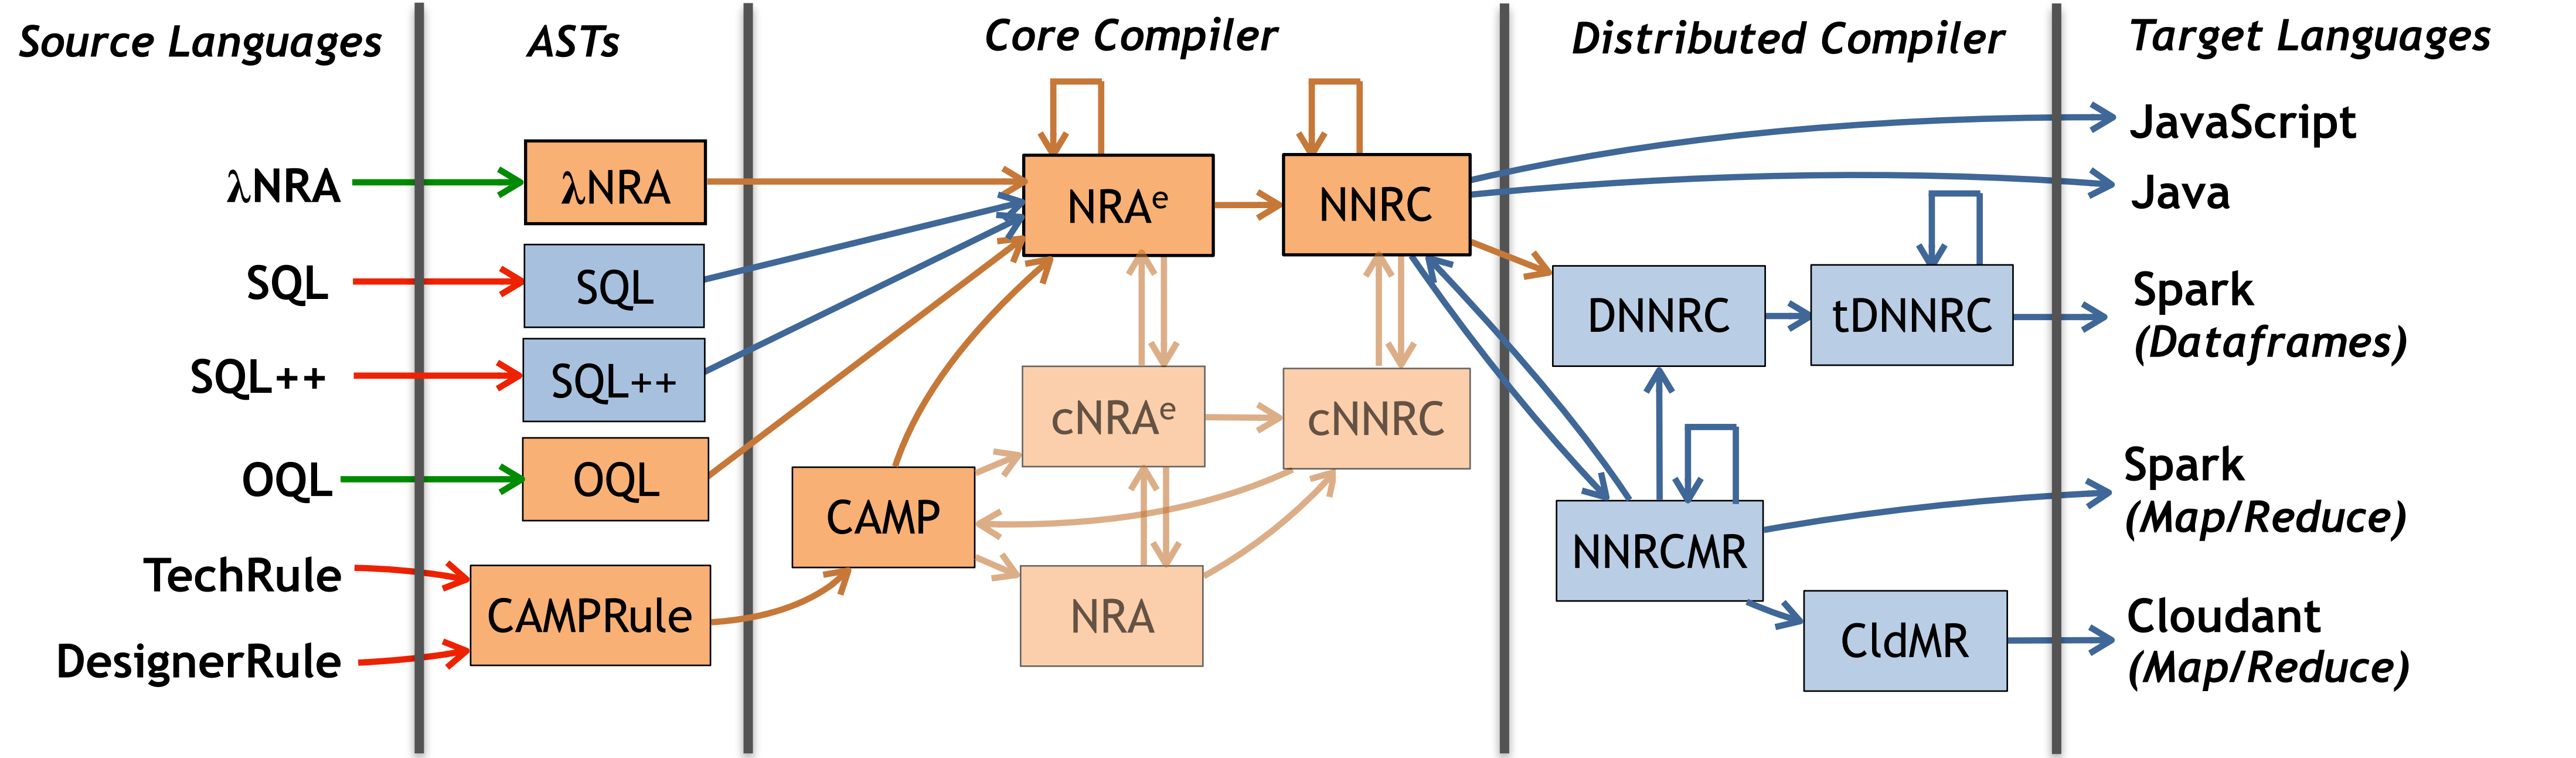 Source Languages
ASTs
Core Compiler
Distributed Compiler
Target Languages
λNRA
SQL
SQL++
OQL
TechRule
DesignerRule
λNRA
SQL
SQL++
OQL
CAMPRule
NRAᵉ
NNRC
cNRAᵉ
cNNRC
CAMP
NRA
DNNRC
tDNNRC
NNRCMR
CldMR
JavaScript
Java
Spark
(Dataframes)
Spark
(Map/Reduce)
Cloudant
(Map/Reduce)